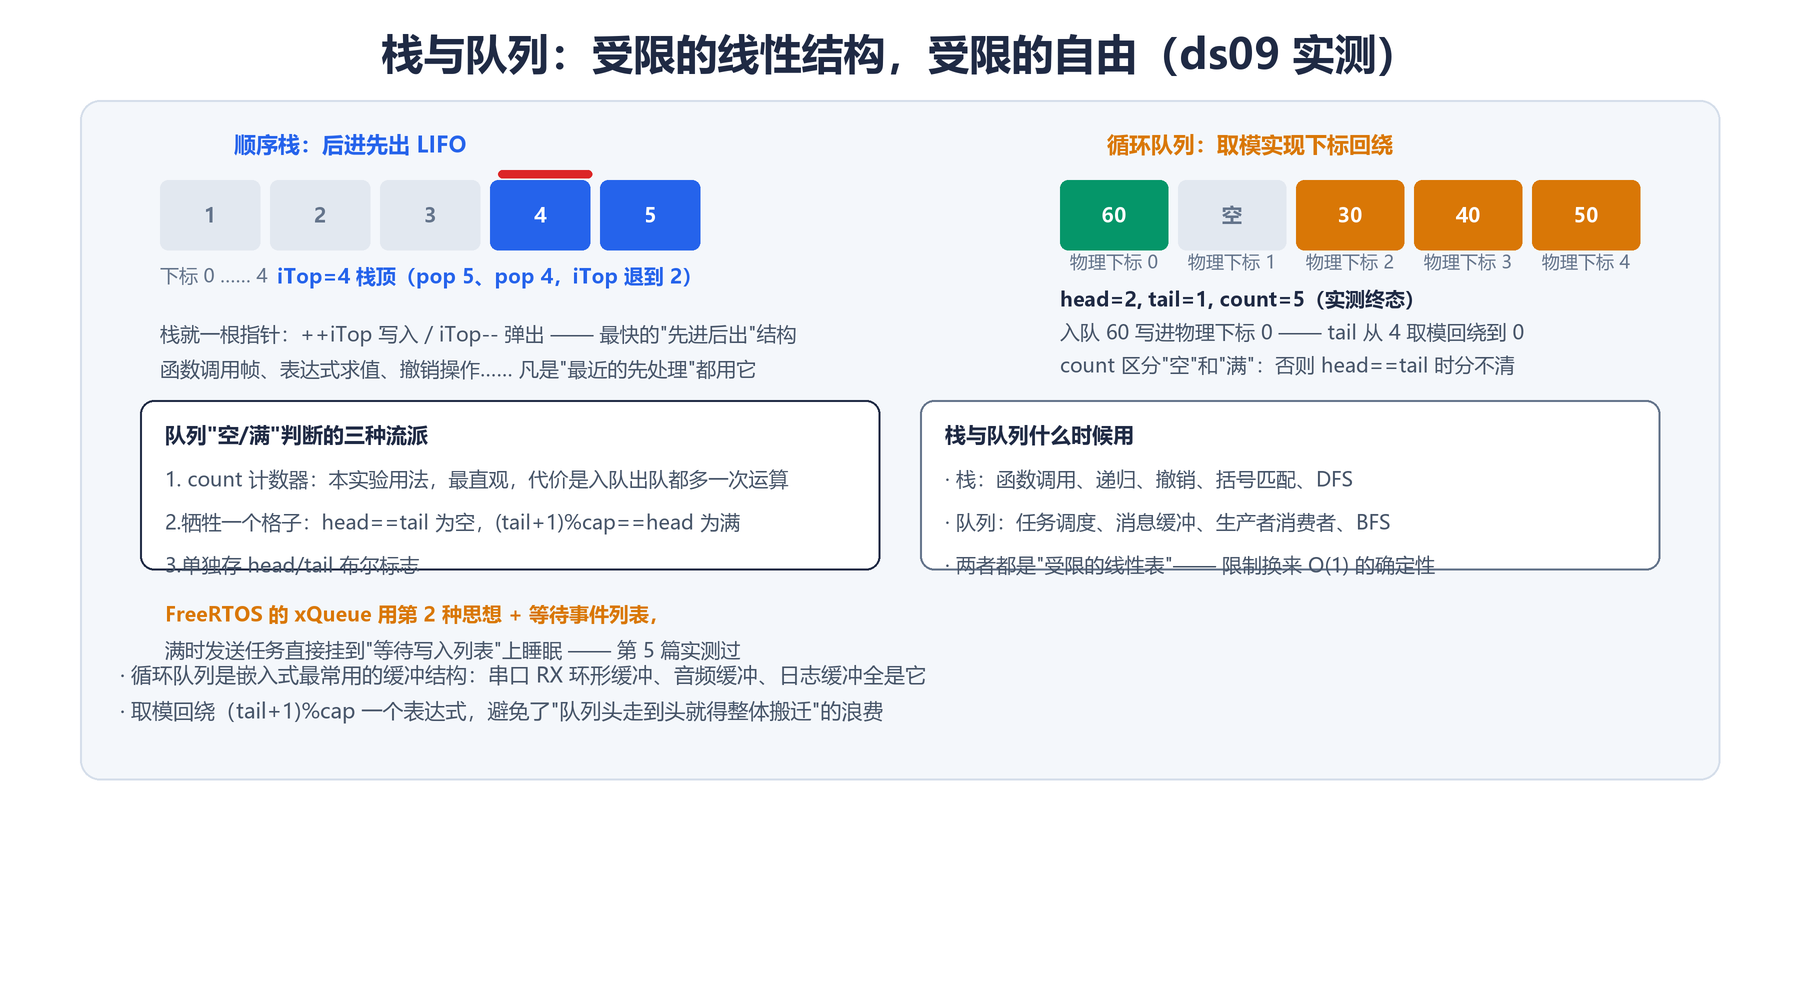 栈与队列：受限的线性结构，受限的自由（ds09 实测）
顺序栈：后进先出 LIFO
1 2 3 4 5
下标 0 …… 4 iTop=4 栈顶（pop 5、pop 4，iTop 退到 2）
栈就一根指针：++iTop 写入 / iTop-- 弹出 —— 最快的"先进后出"结构
函数调用帧、表达式求值、撤销操作…… 凡是"最近的先处理"都用它
循环队列：取模实现下标回绕
60 空 30 40 50
物理下标 0 物理下标 1 物理下标 2 物理下标 3 物理下标 4
head=2, tail=1, count=5（实测终态）
入队 60 写进物理下标 0 —— tail 从 4 取模回绕到 0
count 区分"空"和"满"：否则 head==tail 时分不清
队列"空/满"判断的三种流派
1. count 计数器：本实验用法，最直观，代价是入队出队都多一次运算
2.牺牲一个格子：head==tail 为空，(tail+1)%cap==head 为满
3.单独存 head/tail 布尔标志
栈与队列什么时候用
· 栈：函数调用、递归、撤销、括号匹配、DFS
· 队列：任务调度、消息缓冲、生产者消费者、BFS
· 两者都是"受限的线性表"—— 限制换来 O(1) 的确定性
FreeRTOS 的 xQueue 用第 2 种思想 + 等待事件列表，
满时发送任务直接挂到"等待写入列表"上睡眠 —— 第 5 篇实测过
· 循环队列是嵌入式最常用的缓冲结构：串口 RX 环形缓冲、音频缓冲、日志缓冲全是它
· 取模回绕（tail+1)%cap 一个表达式，避免了"队列头走到头就得整体搬迁"的浪费